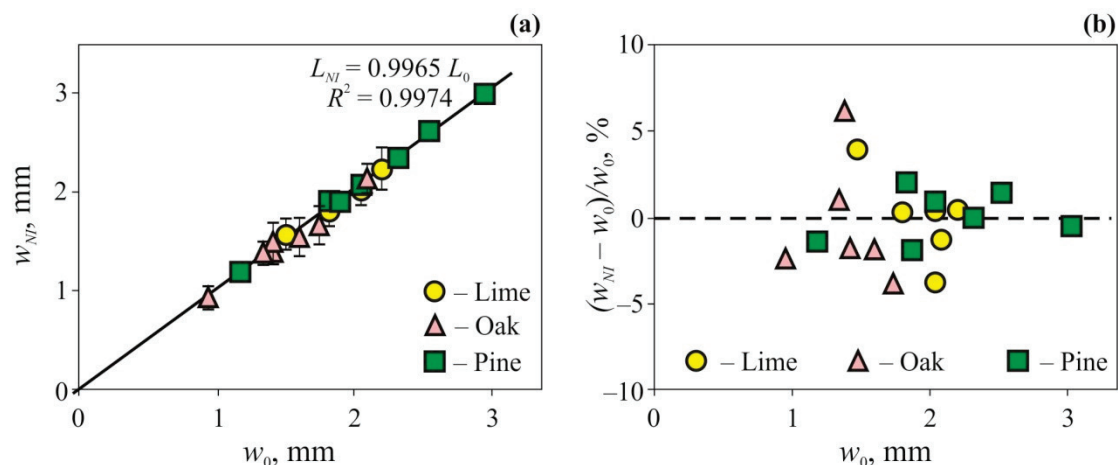 (a)
L_NI = 0.9965 L_0
R² = 0.9974
w_NI, mm
3
2
1
0
– Lime
– Oak
– Pine
0 1 2 3
w_0, mm
(b)
(w_NI – w_0)/w_0, %
10
5
0
–5
–10
– Lime – Oak – Pine
0 1 2 3
w_0, mm